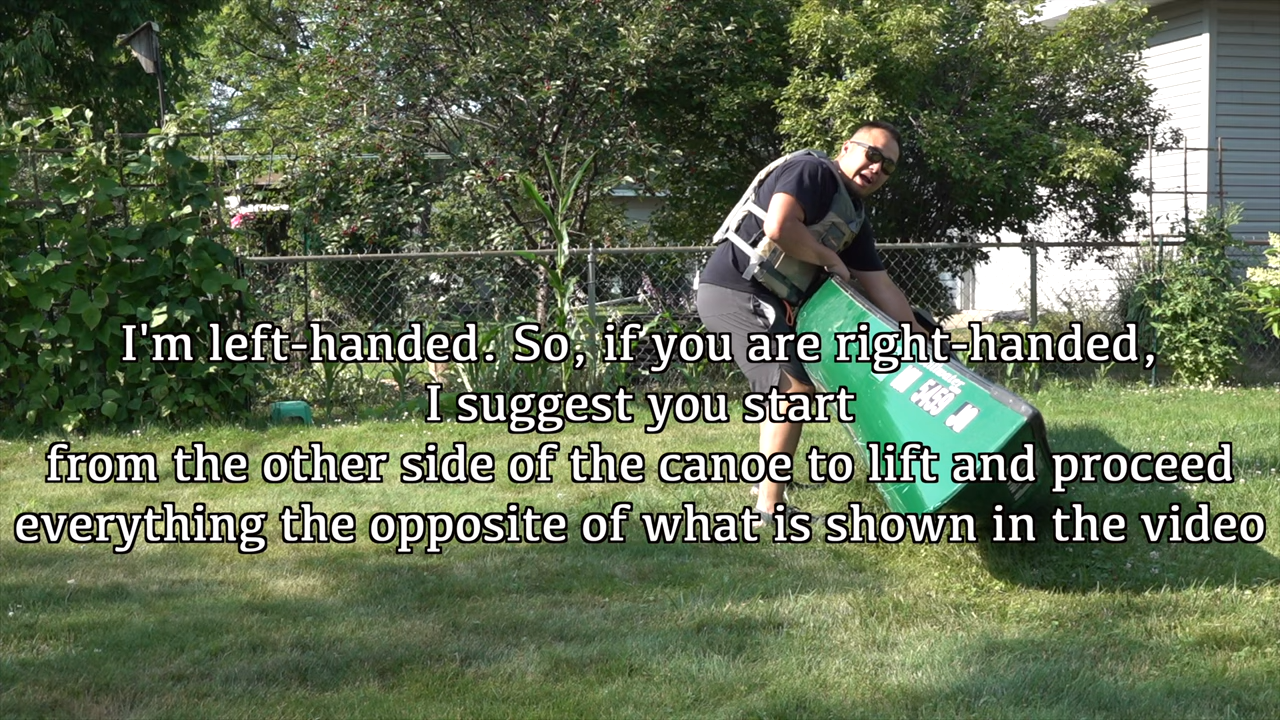 I'm left-handed. So, if you are right-handed,
I suggest you start
from the other side of the canoe to lift and proceed
everything the opposite of what is shown in the video
5459